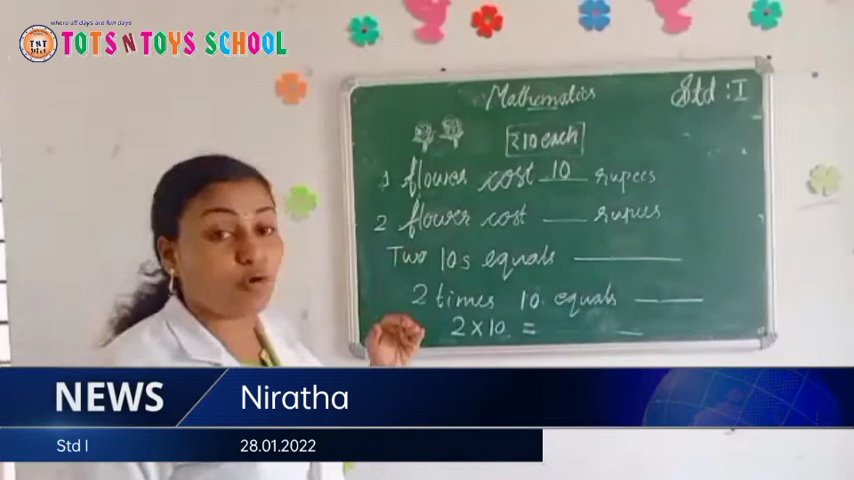 where all days are fun days
TNT
TOTS N TOYS SCHOOL
Mathematics
Std : I
₹10 each
1 flower cost 10 rupees
2 flower cost ___ rupees
Two 10s equals ______
2 times 10 equals ____
2 x 10 = __
NEWS
Niratha
Std I
28.01.2022